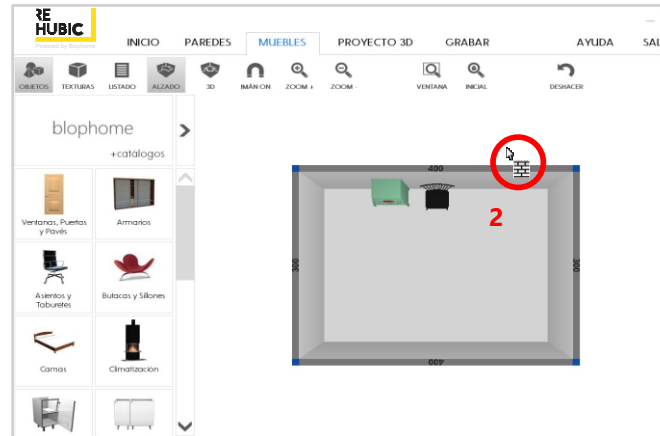 RE
HUBIC
Powered by Blophome
INICIO PAREDES MUEBLES PROYECTO 3D GRABAR AYUDA SAL
OBJETOS TEXTURAS LISTADO ALZADO 3D IMÁN ON ZOOM + ZOOM - VENTANA INICIAL DESHACER
blophome
+catálogos
Ventanas, Puertas
y Pavés
Armarios
Asientos y
Taburetes
Butacas y Sillones
Camas
Climatización
400
2
300
300
400